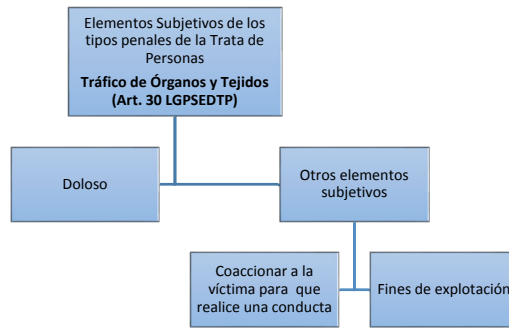 Elementos Subjetivos de los
tipos penales de la Trata de
Personas
Tráfico de Órganos y Tejidos
(Art. 30 LGPSEDTP)
Doloso
Otros elementos
subjetivos
Coaccionar a la
víctima para que
realice una conducta
Fines de explotación